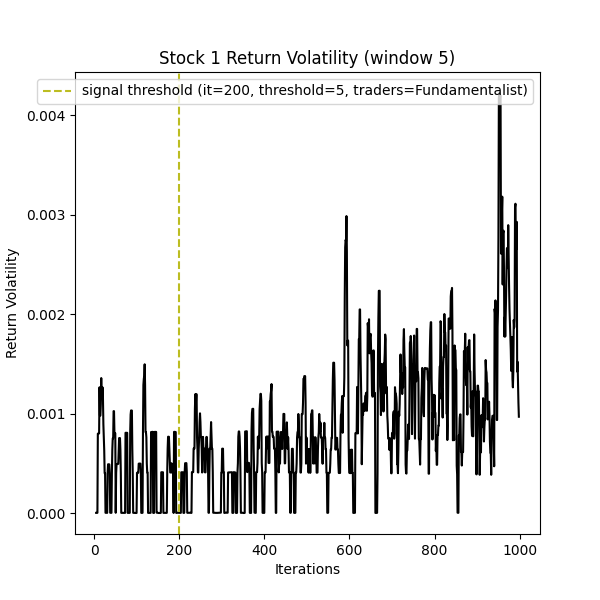 Stock 1 Return Volatility (window 5)
signal threshold (it=200, threshold=5, traders=Fundamentalist)
0.004
0.003
0.002
0.001
0.000
Return Volatility
0 200 400 600 800 1000
Iterations